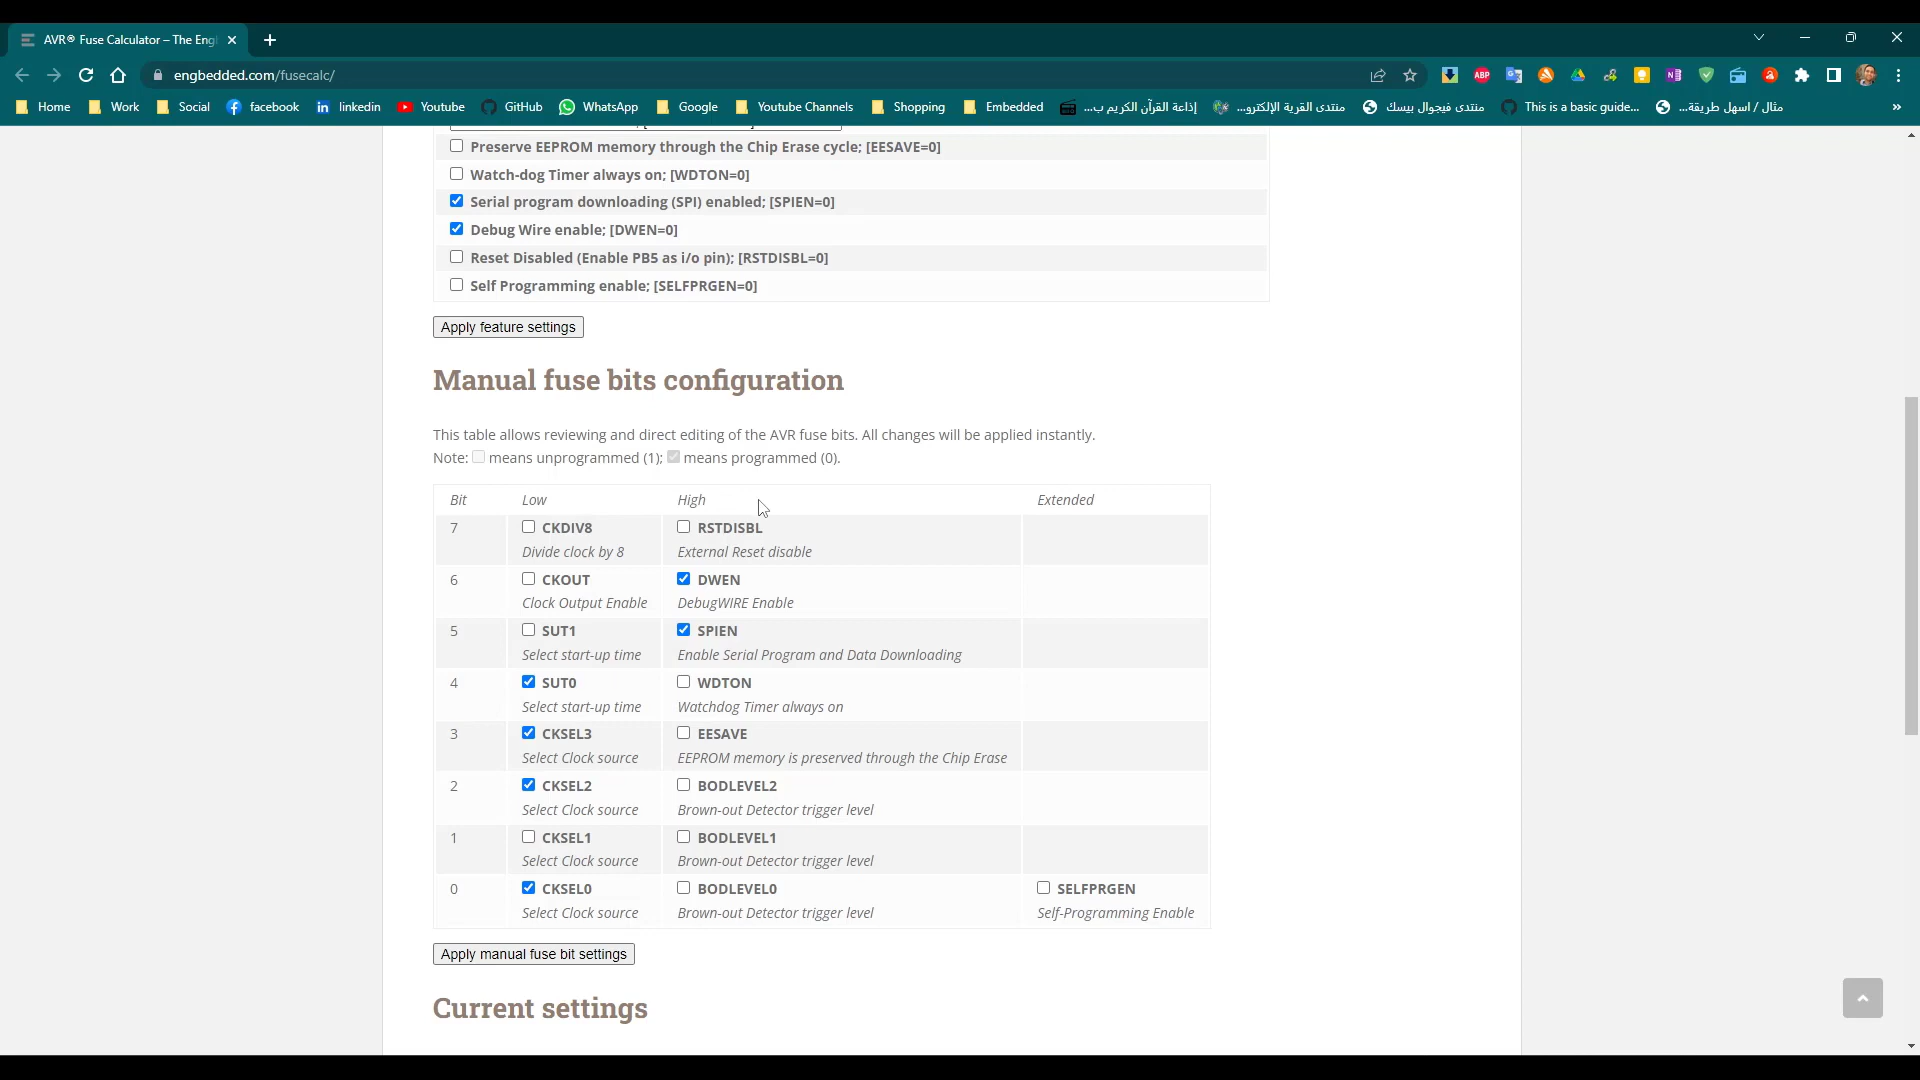 AVR® Fuse Calculator – The Eng
engbedded.com/fusecalc/
Home Work Social facebook linkedin Youtube GitHub WhatsApp Google Youtube Channels Shopping Embedded إذاعة القرآن الكريم ب... منتدى القرية الإلكترو... منتدى فيجوال بيسك This is a basic guide... مثال / اسهل طريقة... »
Preserve EEPROM memory through the Chip Erase cycle; [EESAVE=0]
Watch-dog Timer always on; [WDTON=0]
Serial program downloading (SPI) enabled; [SPIEN=0]
Debug Wire enable; [DWEN=0]
Reset Disabled (Enable PB5 as i/o pin); [RSTDISBL=0]
Self Programming enable; [SELFPRGEN=0]
Apply feature settings
Manual fuse bits configuration
This table allows reviewing and direct editing of the AVR fuse bits. All changes will be applied instantly.
Note: means unprogrammed (1); means programmed (0).
Bit Low High Extended
7 CKDIV8 RSTDISBL
Divide clock by 8 External Reset disable
6 CKOUT DWEN
Clock Output Enable DebugWIRE Enable
5 SUT1 SPIEN
Select start-up time Enable Serial Program and Data Downloading
4 SUT0 WDTON
Select start-up time Watchdog Timer always on
3 CKSEL3 EESAVE
Select Clock source EEPROM memory is preserved through the Chip Erase
2 CKSEL2 BODLEVEL2
Select Clock source Brown-out Detector trigger level
1 CKSEL1 BODLEVEL1
Select Clock source Brown-out Detector trigger level
0 CKSEL0 BODLEVEL0 SELFPRGEN
Select Clock source Brown-out Detector trigger level Self-Programming Enable
Apply manual fuse bit settings
Current settings